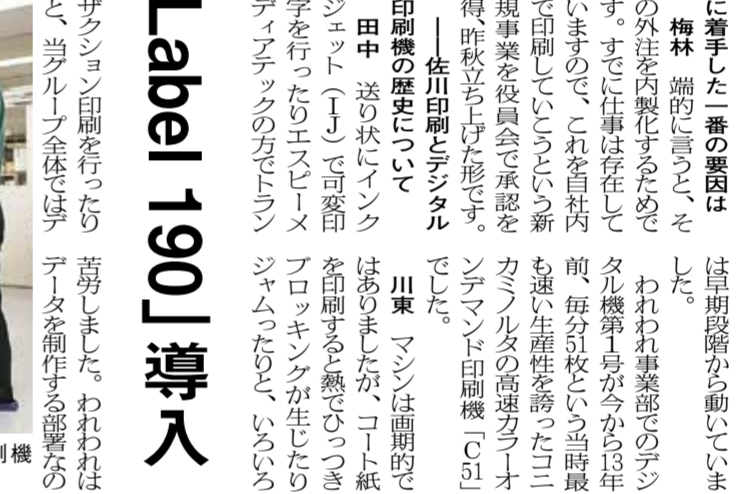 に着手した一番の要因は
梅林　端的に言うと、そ
の外注を内製化するためで
す。すでに仕事は存在して
いますので、これを自社内
で印刷していこうという新
規事業を役員会で承認を
得、昨秋立ち上げた形です。
――佐川印刷とデジタル
印刷機の歴史について
田中　送り状にインク
ジェット（IJ）で可変印
字を行ったりエスピーメ
ディアテックの方でトラン
Label 190」導入
ザクション印刷を行ったり
と、当グループ全体ではデ
は早期段階から動いていま
した。
われわれ事業部でのデジ
タル機第1号が今から13年
前、毎分51枚という当時最
も速い生産性を誇ったコニ
カミノルタの高速カラーオ
ンデマンド印刷機「C51」
でした。
川東　マシンは画期的で
はありましたが、コート紙
を印刷すると熱でひっつき
ブロッキングが生じたり
ジャムったりと、いろいろ
苦労しました。われわれは
データを制作する部署なの
刷機